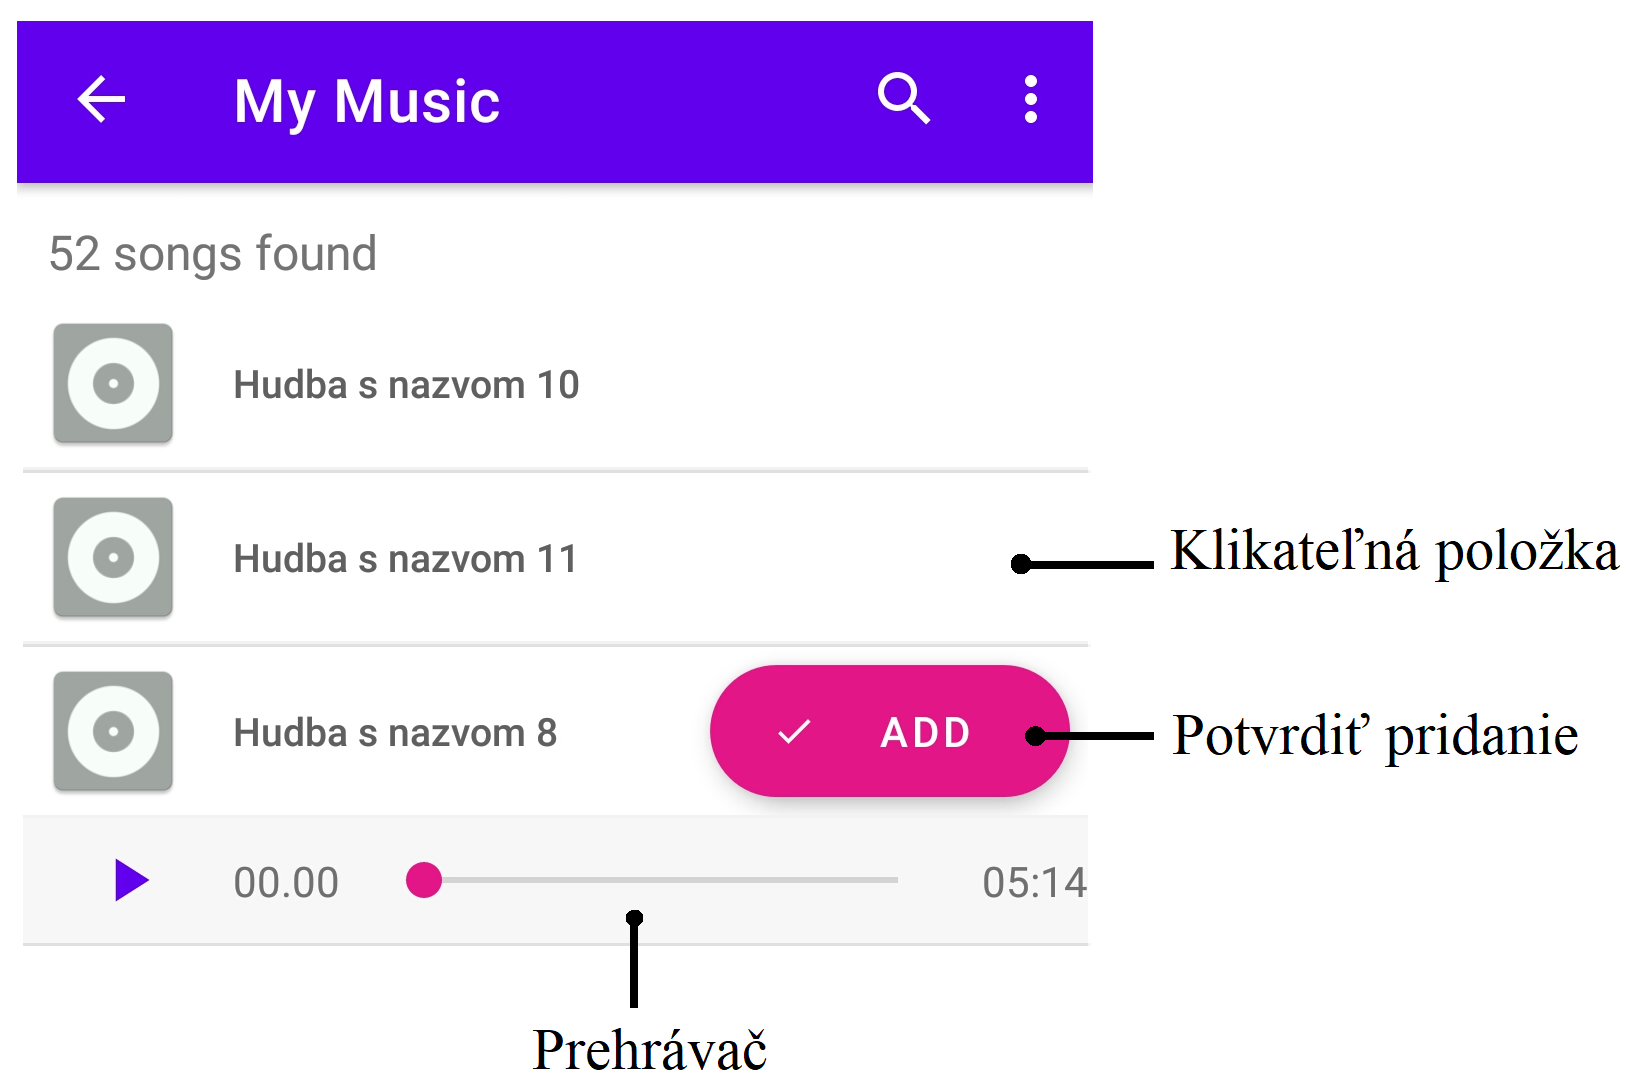 My Music
52 songs found
Hudba s nazvom 10
Hudba s nazvom 11
Klikateľná položka
Hudba s nazvom 8
ADD
Potvrdiť pridanie
00.00
05:14
Prehrávač